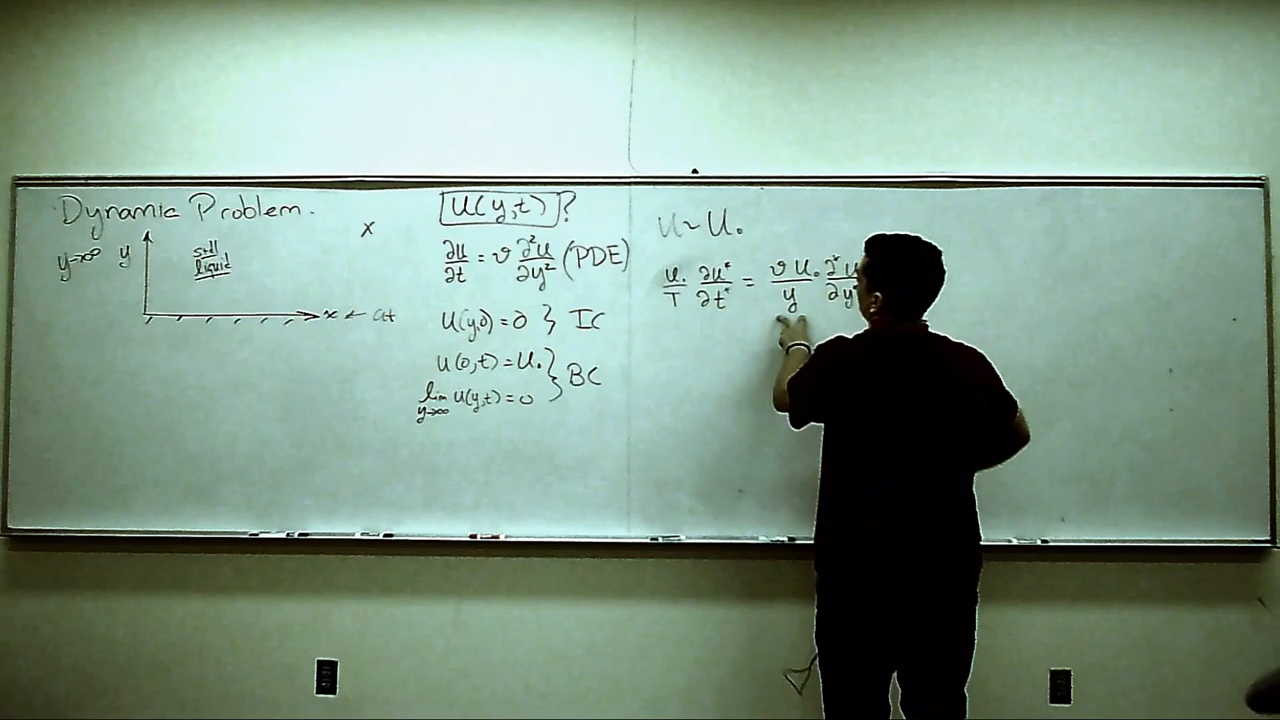 Dynamic Problem.
y→∞ y
still
liquid
x
x ← at
U(y,t)?
∂u/∂t = ν ∂²u/∂y² (PDE)
u(y,0) = 0 } IC
u(0,t) = U₀ } BC
lim y→∞ u(y,t) = 0
U ~ U₀
U₀/T ∂u*/∂t* = ν U₀/y ∂²u/∂y